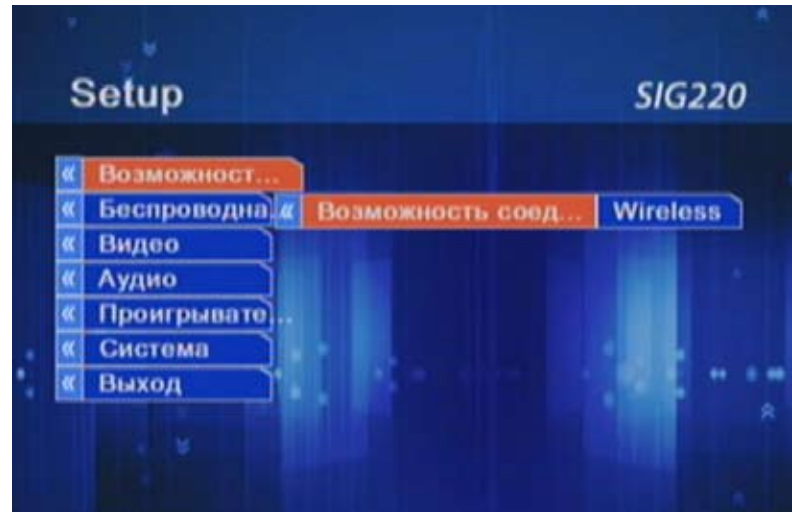 Setup
SIG220
Возможност...
Беспроводна...
Возможность соед...
Wireless
Видео
Аудио
Проигрывате...
Система
Выход